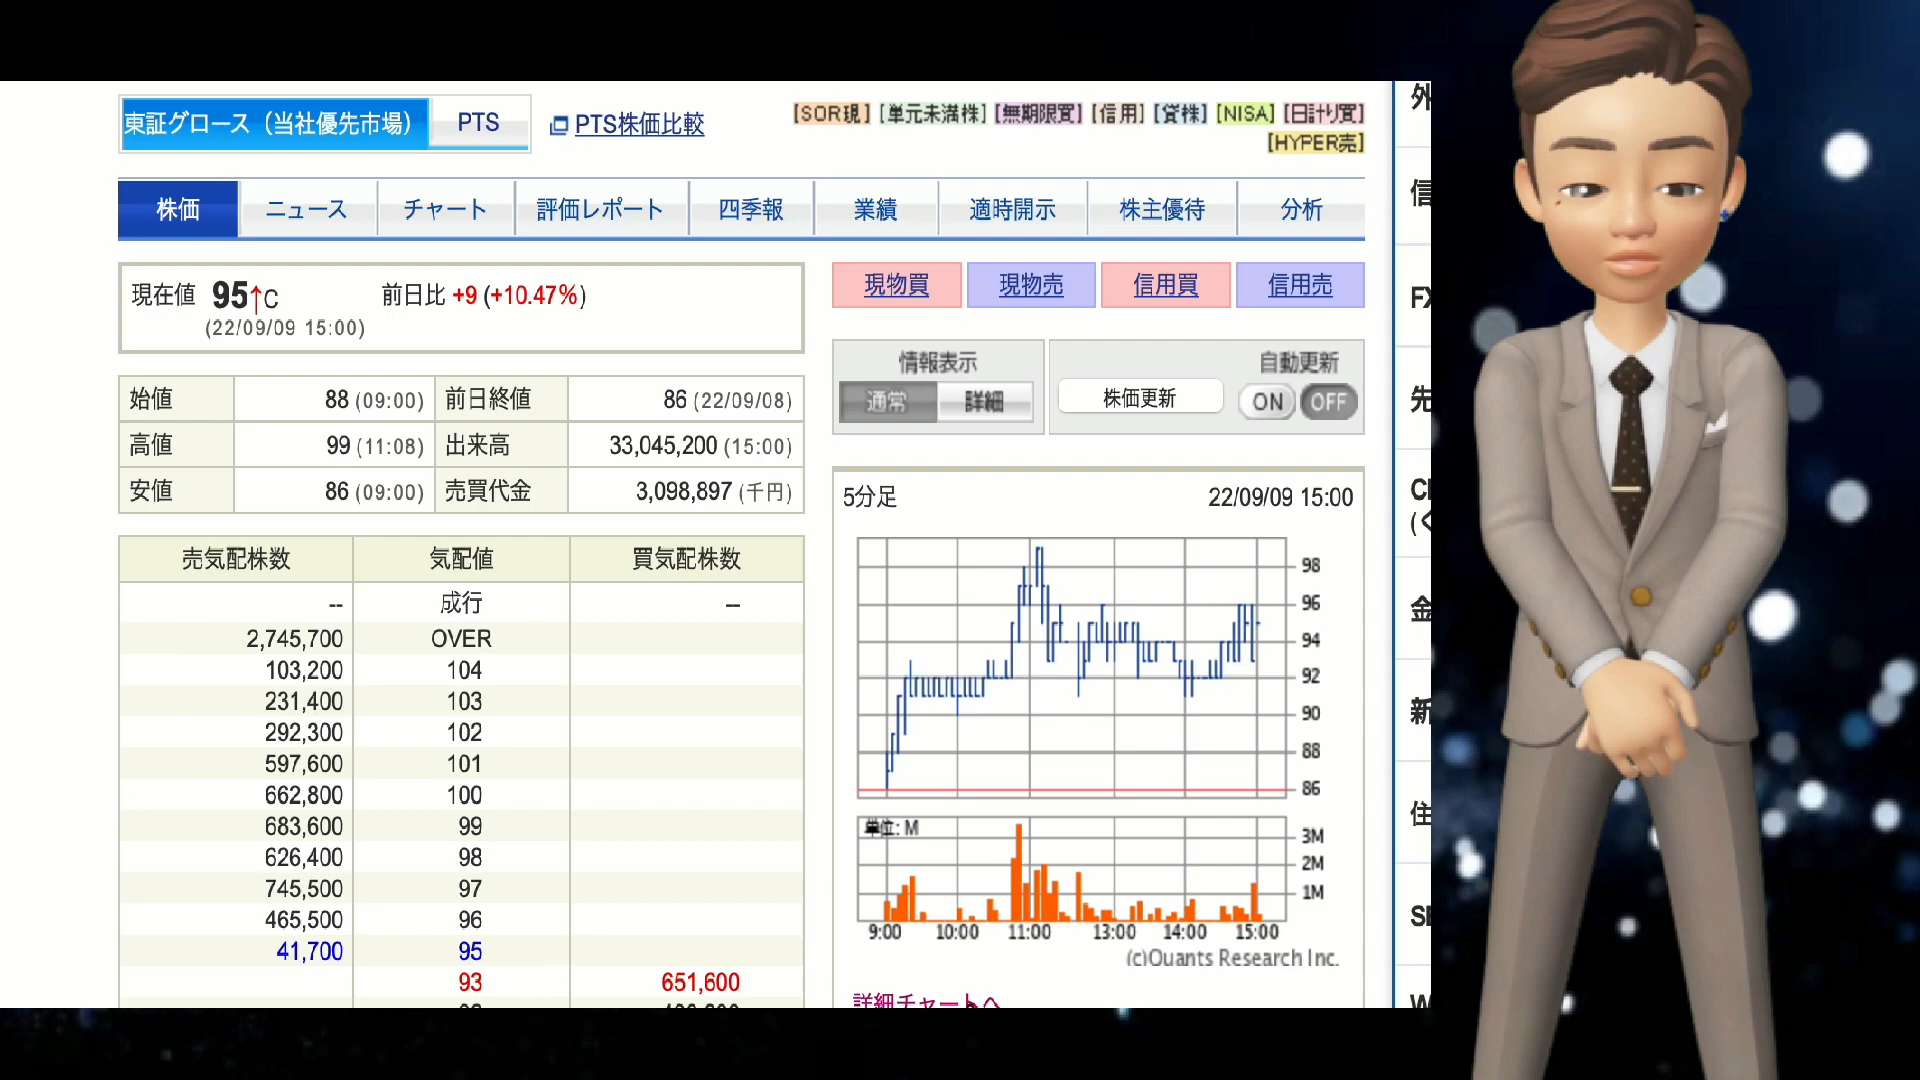 東証グロース（当社優先市場）
PTS
PTS株価比較
[SOR現] [単元未満株] [無期限買] [信用] [貸株] [NISA] [日計り買]
[HYPER売]
株価 ニュース チャート 評価レポート 四季報 業績 適時開示 株主優待 分析
現在値 95↑C 前日比 +9 (+10.47%)
(22/09/09 15:00)
現物買 現物売 信用買 信用売
始値 88 (09:00) 前日終値 86 (22/09/08)
高値 99 (11:08) 出来高 33,045,200 (15:00)
安値 86 (09:00) 売買代金 3,098,897 (千円)
情報表示
通常 詳細
自動更新
株価更新 ON OFF
売気配株数 気配値 買気配株数
-- 成行 --
2,745,700 OVER
103,200 104
231,400 103
292,300 102
597,600 101
662,800 100
683,600 99
626,400 98
745,500 97
465,500 96
41,700 95
93 651,600
5分足 22/09/09 15:00
98
96
94
92
90
88
86
単位: M
3M
2M
1M
9:00 10:00 11:00 13:00 14:00 15:00
(c)Quants Research Inc.
詳細チャートへ
外
信
FX
先
金
新
住